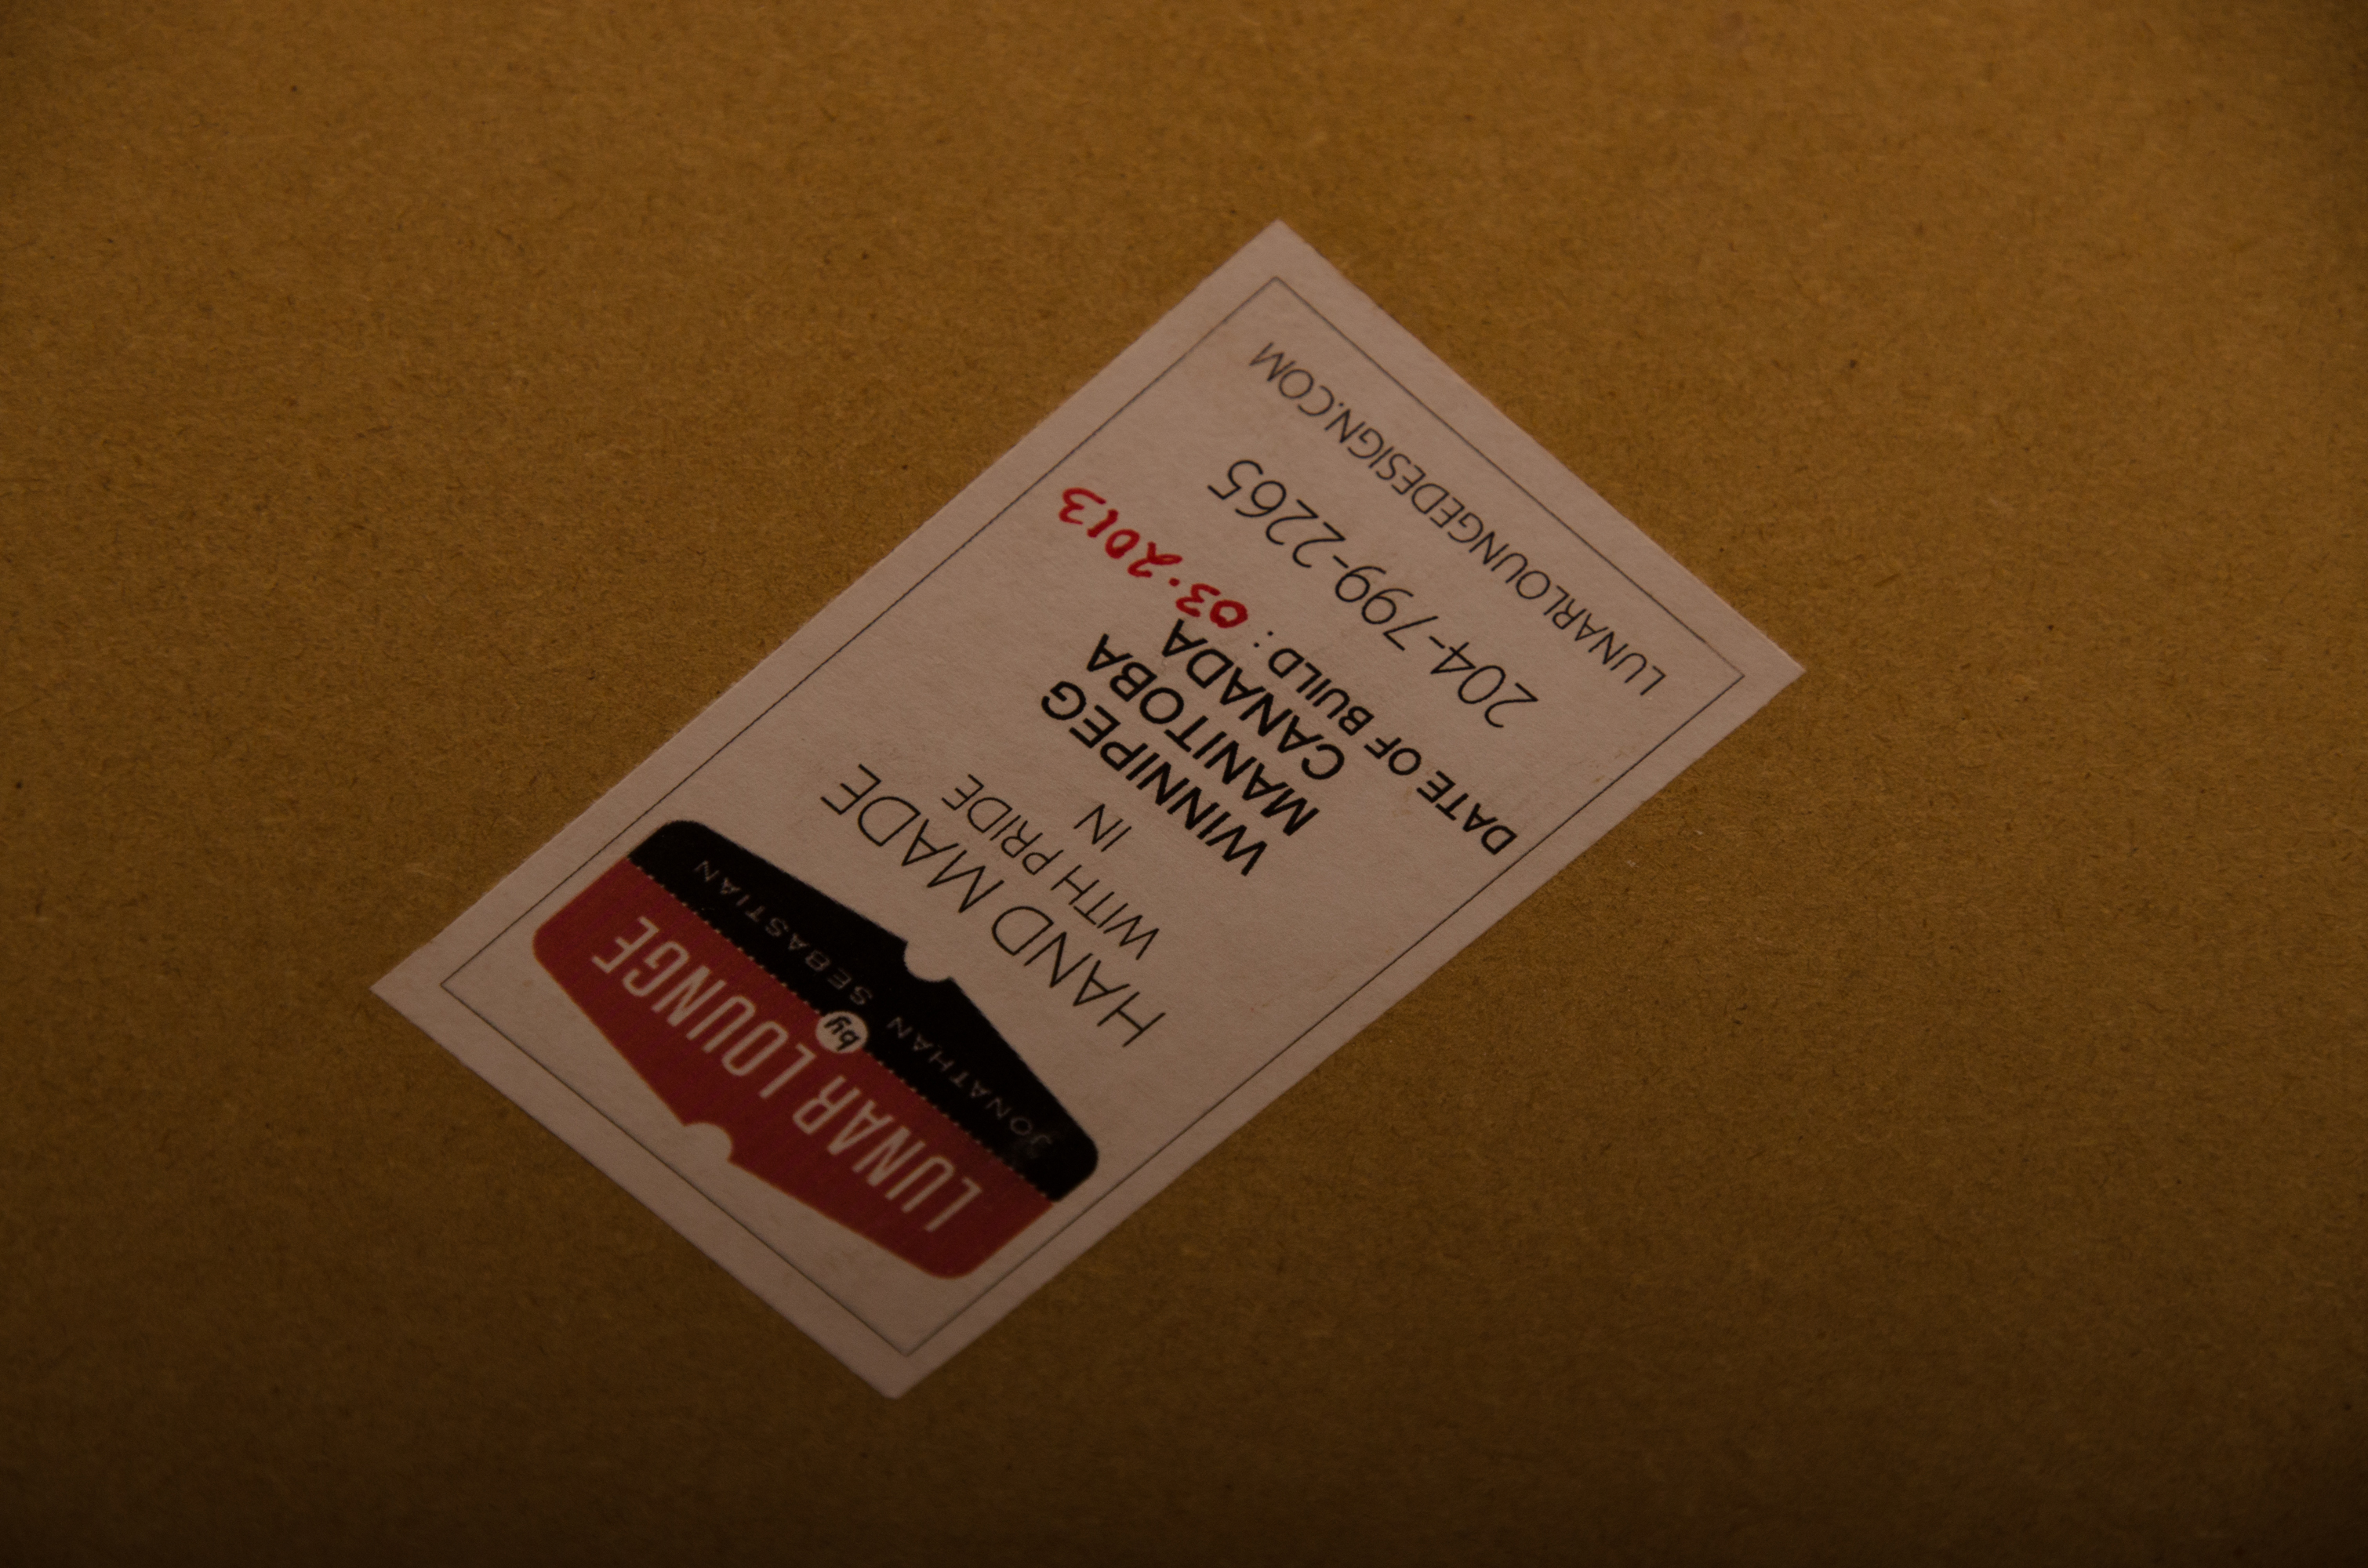 LUNAR LOUNGE
by
JONATHAN SEBASTIAN
HAND MADE
WITH PRIDE
IN
WINNIPEG
MANITOBA
CANADA
DATE OF BUILD: 03.2013
204-799-2265
LUNARLOUNGEDESIGN.COM